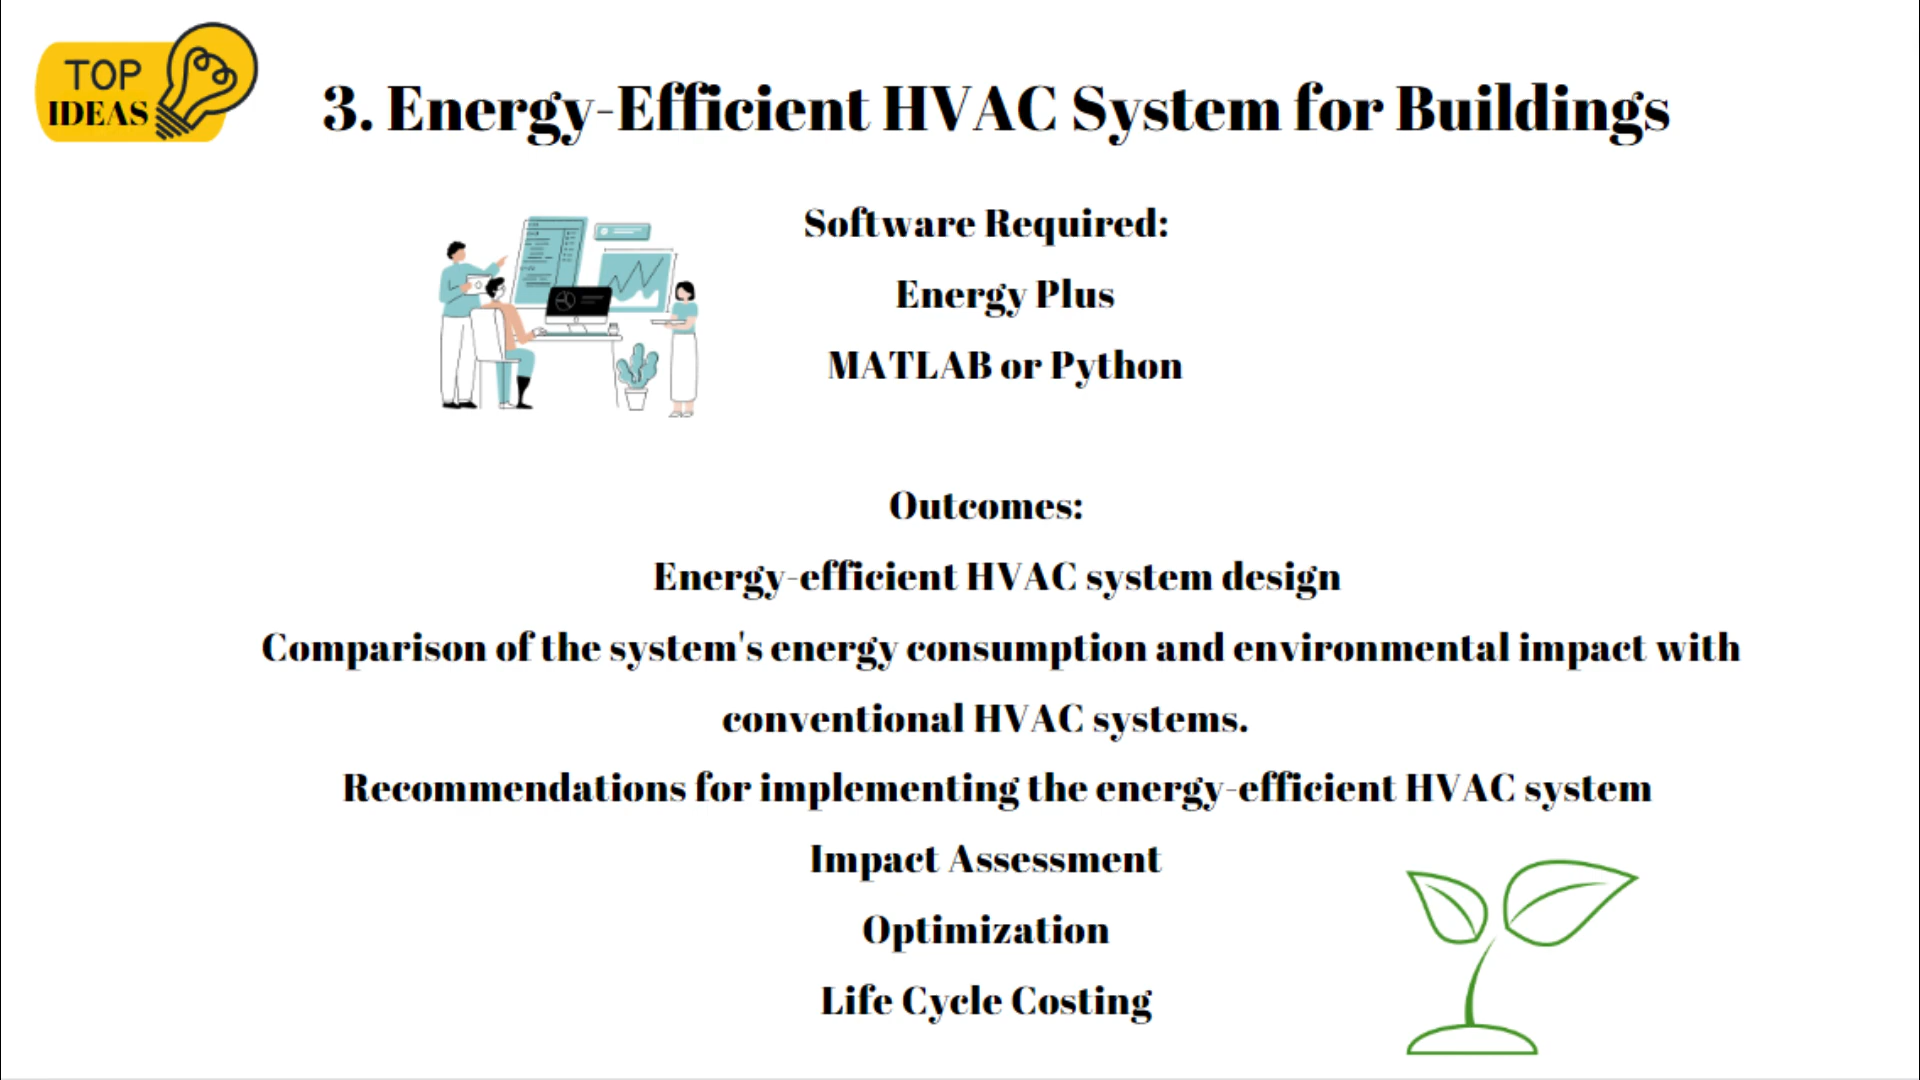 TOP
IDEAS
3. Energy-Efficient HVAC System for Buildings
Software Required:
Energy Plus
MATLAB or Python
Outcomes:
Energy-efficient HVAC system design
Comparison of the system's energy consumption and environmental impact with
conventional HVAC systems.
Recommendations for implementing the energy-efficient HVAC system
Impact Assessment
Optimization
Life Cycle Costing